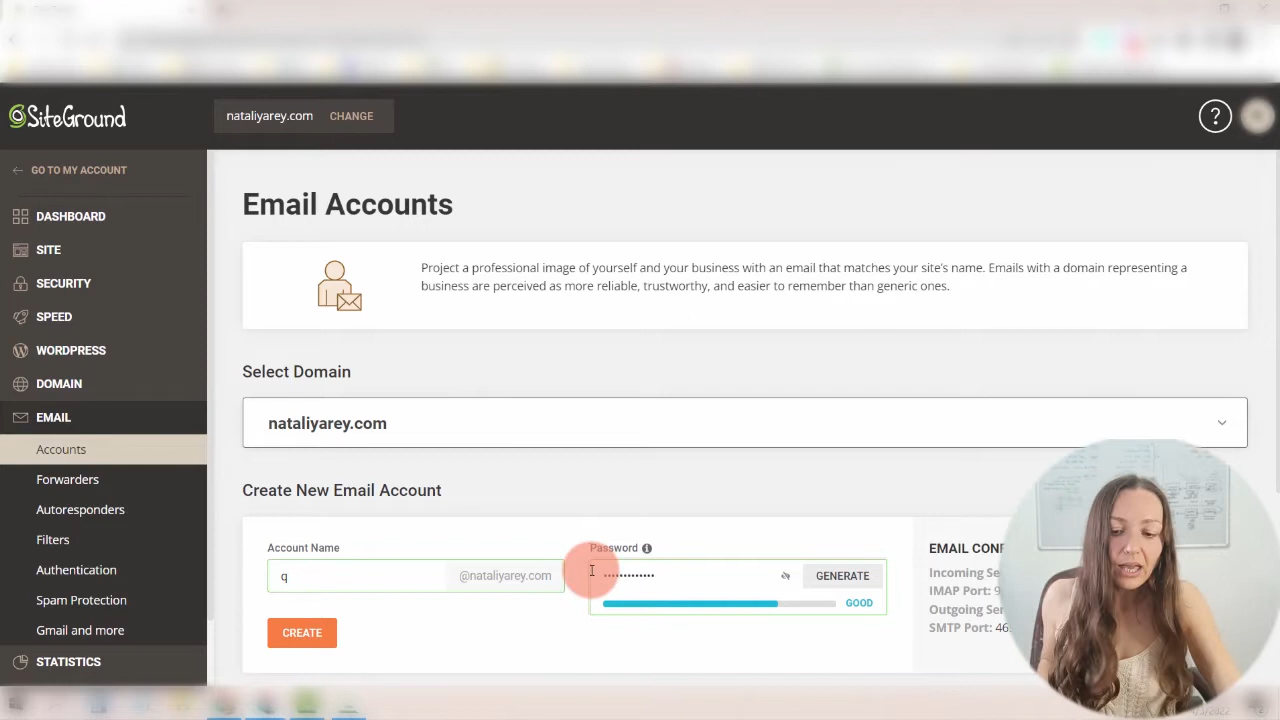 SiteGround
nataliyarey.com CHANGE
?
GO TO MY ACCOUNT
DASHBOARD
SITE
SECURITY
SPEED
WORDPRESS
DOMAIN
EMAIL
Accounts
Forwarders
Autoresponders
Filters
Authentication
Spam Protection
Gmail and more
STATISTICS
Email Accounts
Project a professional image of yourself and your business with an email that matches your site's name. Emails with a domain representing a
business are perceived as more reliable, trustworthy, and easier to remember than generic ones.
Select Domain
nataliyarey.com
Create New Email Account
Account Name
q @nataliyarey.com
CREATE
Password
••••••••••••• GENERATE
GOOD
EMAIL
Incoming
IMAP Port: 9
Outgoing
SMTP Port: 46